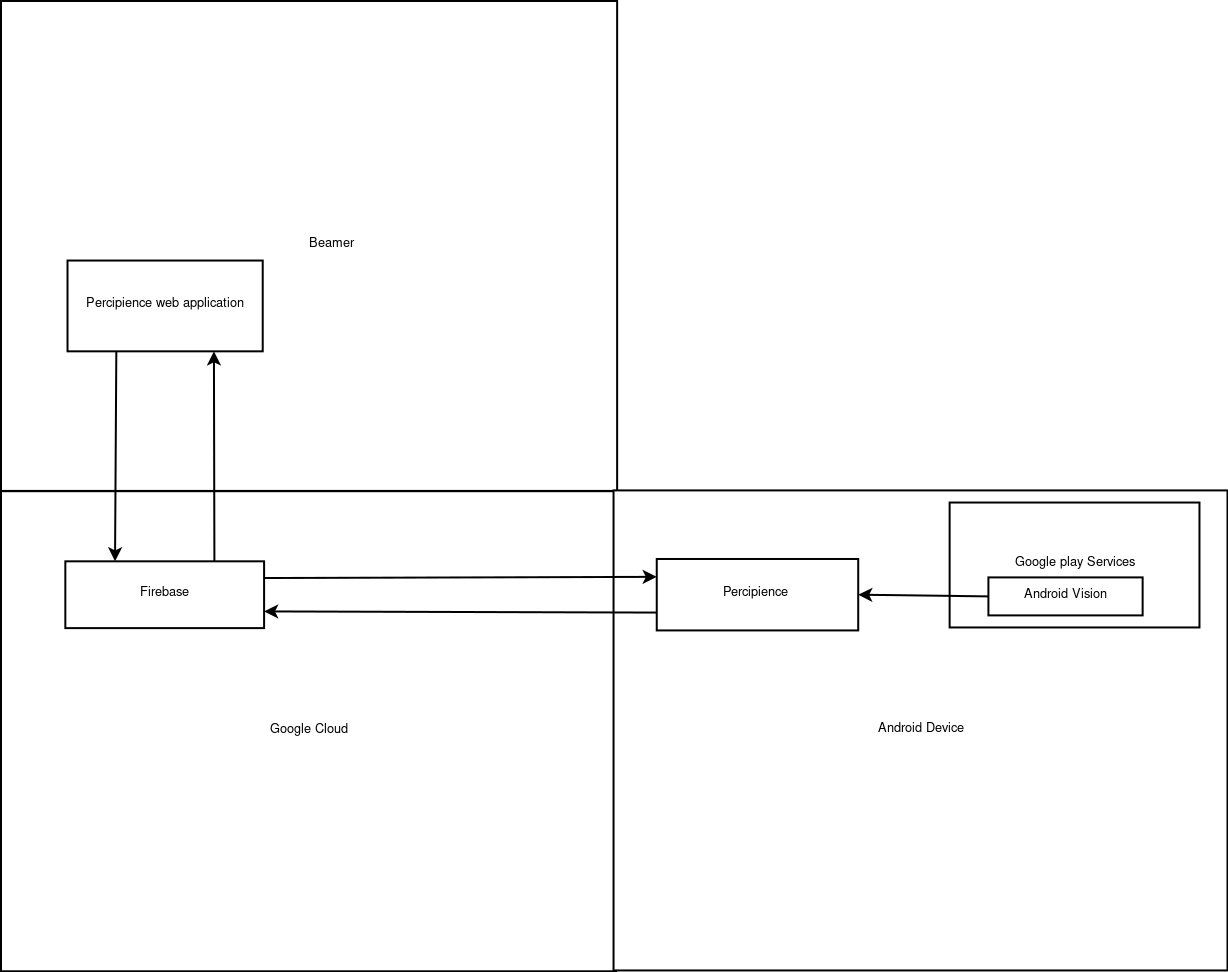 Beamer
Percipience web application
Google play Services
Firebase
Percipience
Android Vision
Google Cloud
Android Device